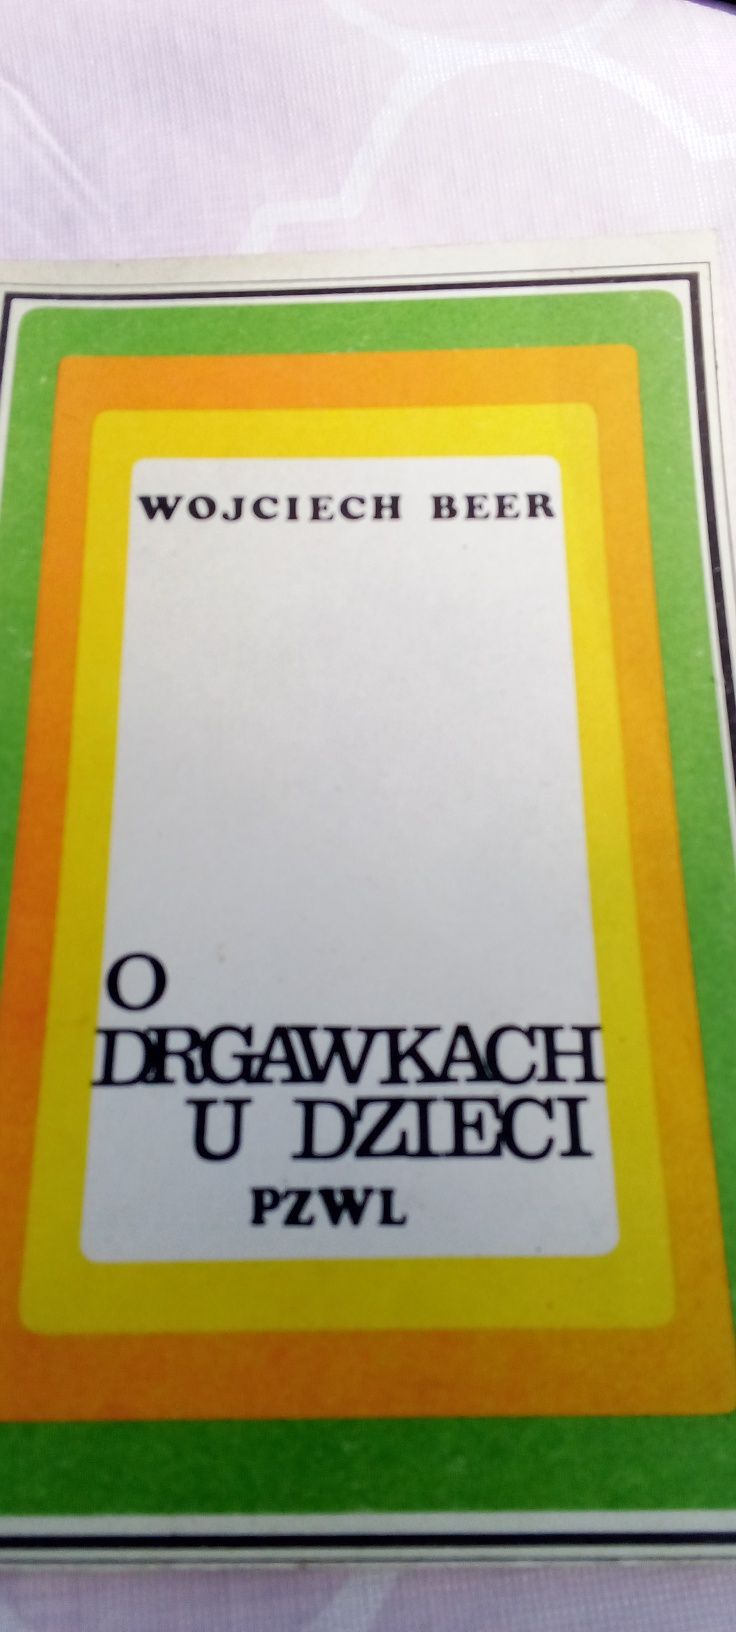 WOJCIECH BEER
O
DRGAWKACH
U DZIECI
PZWL